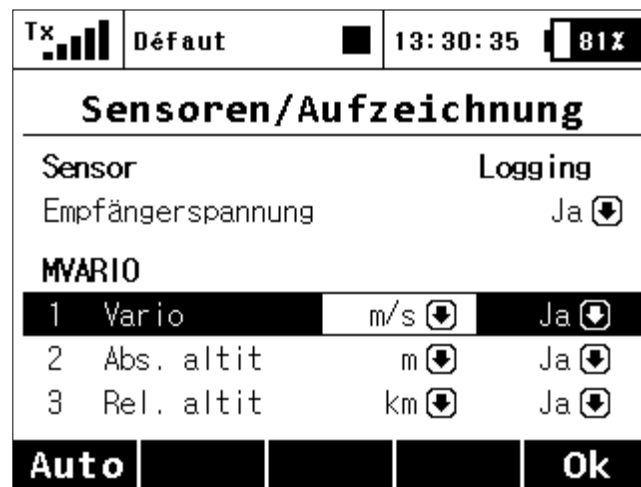 Tx Défaut 13:30:35 81%
Sensoren/Aufzeichnung
Sensor Logging
Empfängerspannung Ja
MVARIO
1 Vario m/s Ja
2 Abs. altit m Ja
3 Rel. altit km Ja
Auto Ok